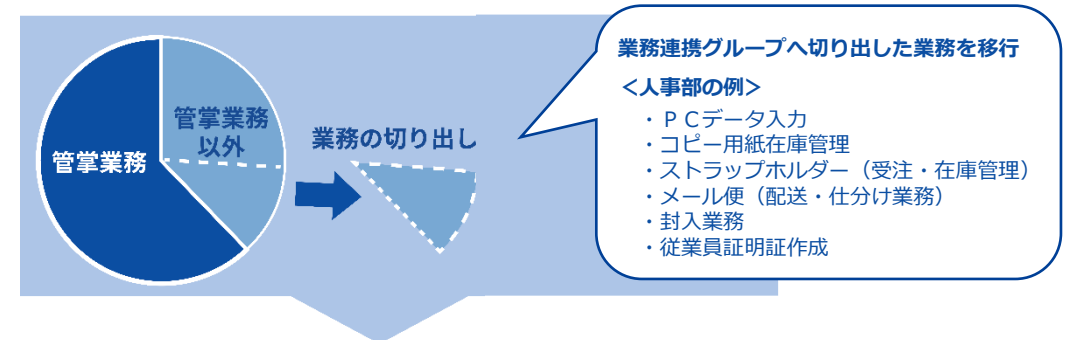 管掌業務
管掌業務
以外
業務の切り出し
業務連携グループへ切り出した業務を移行
＜人事部の例＞
・ＰＣデータ入力
・コピー用紙在庫管理
・ストラップホルダー（受注・在庫管理）
・メール便（配送・仕分け業務）
・封入業務
・従業員証明証作成